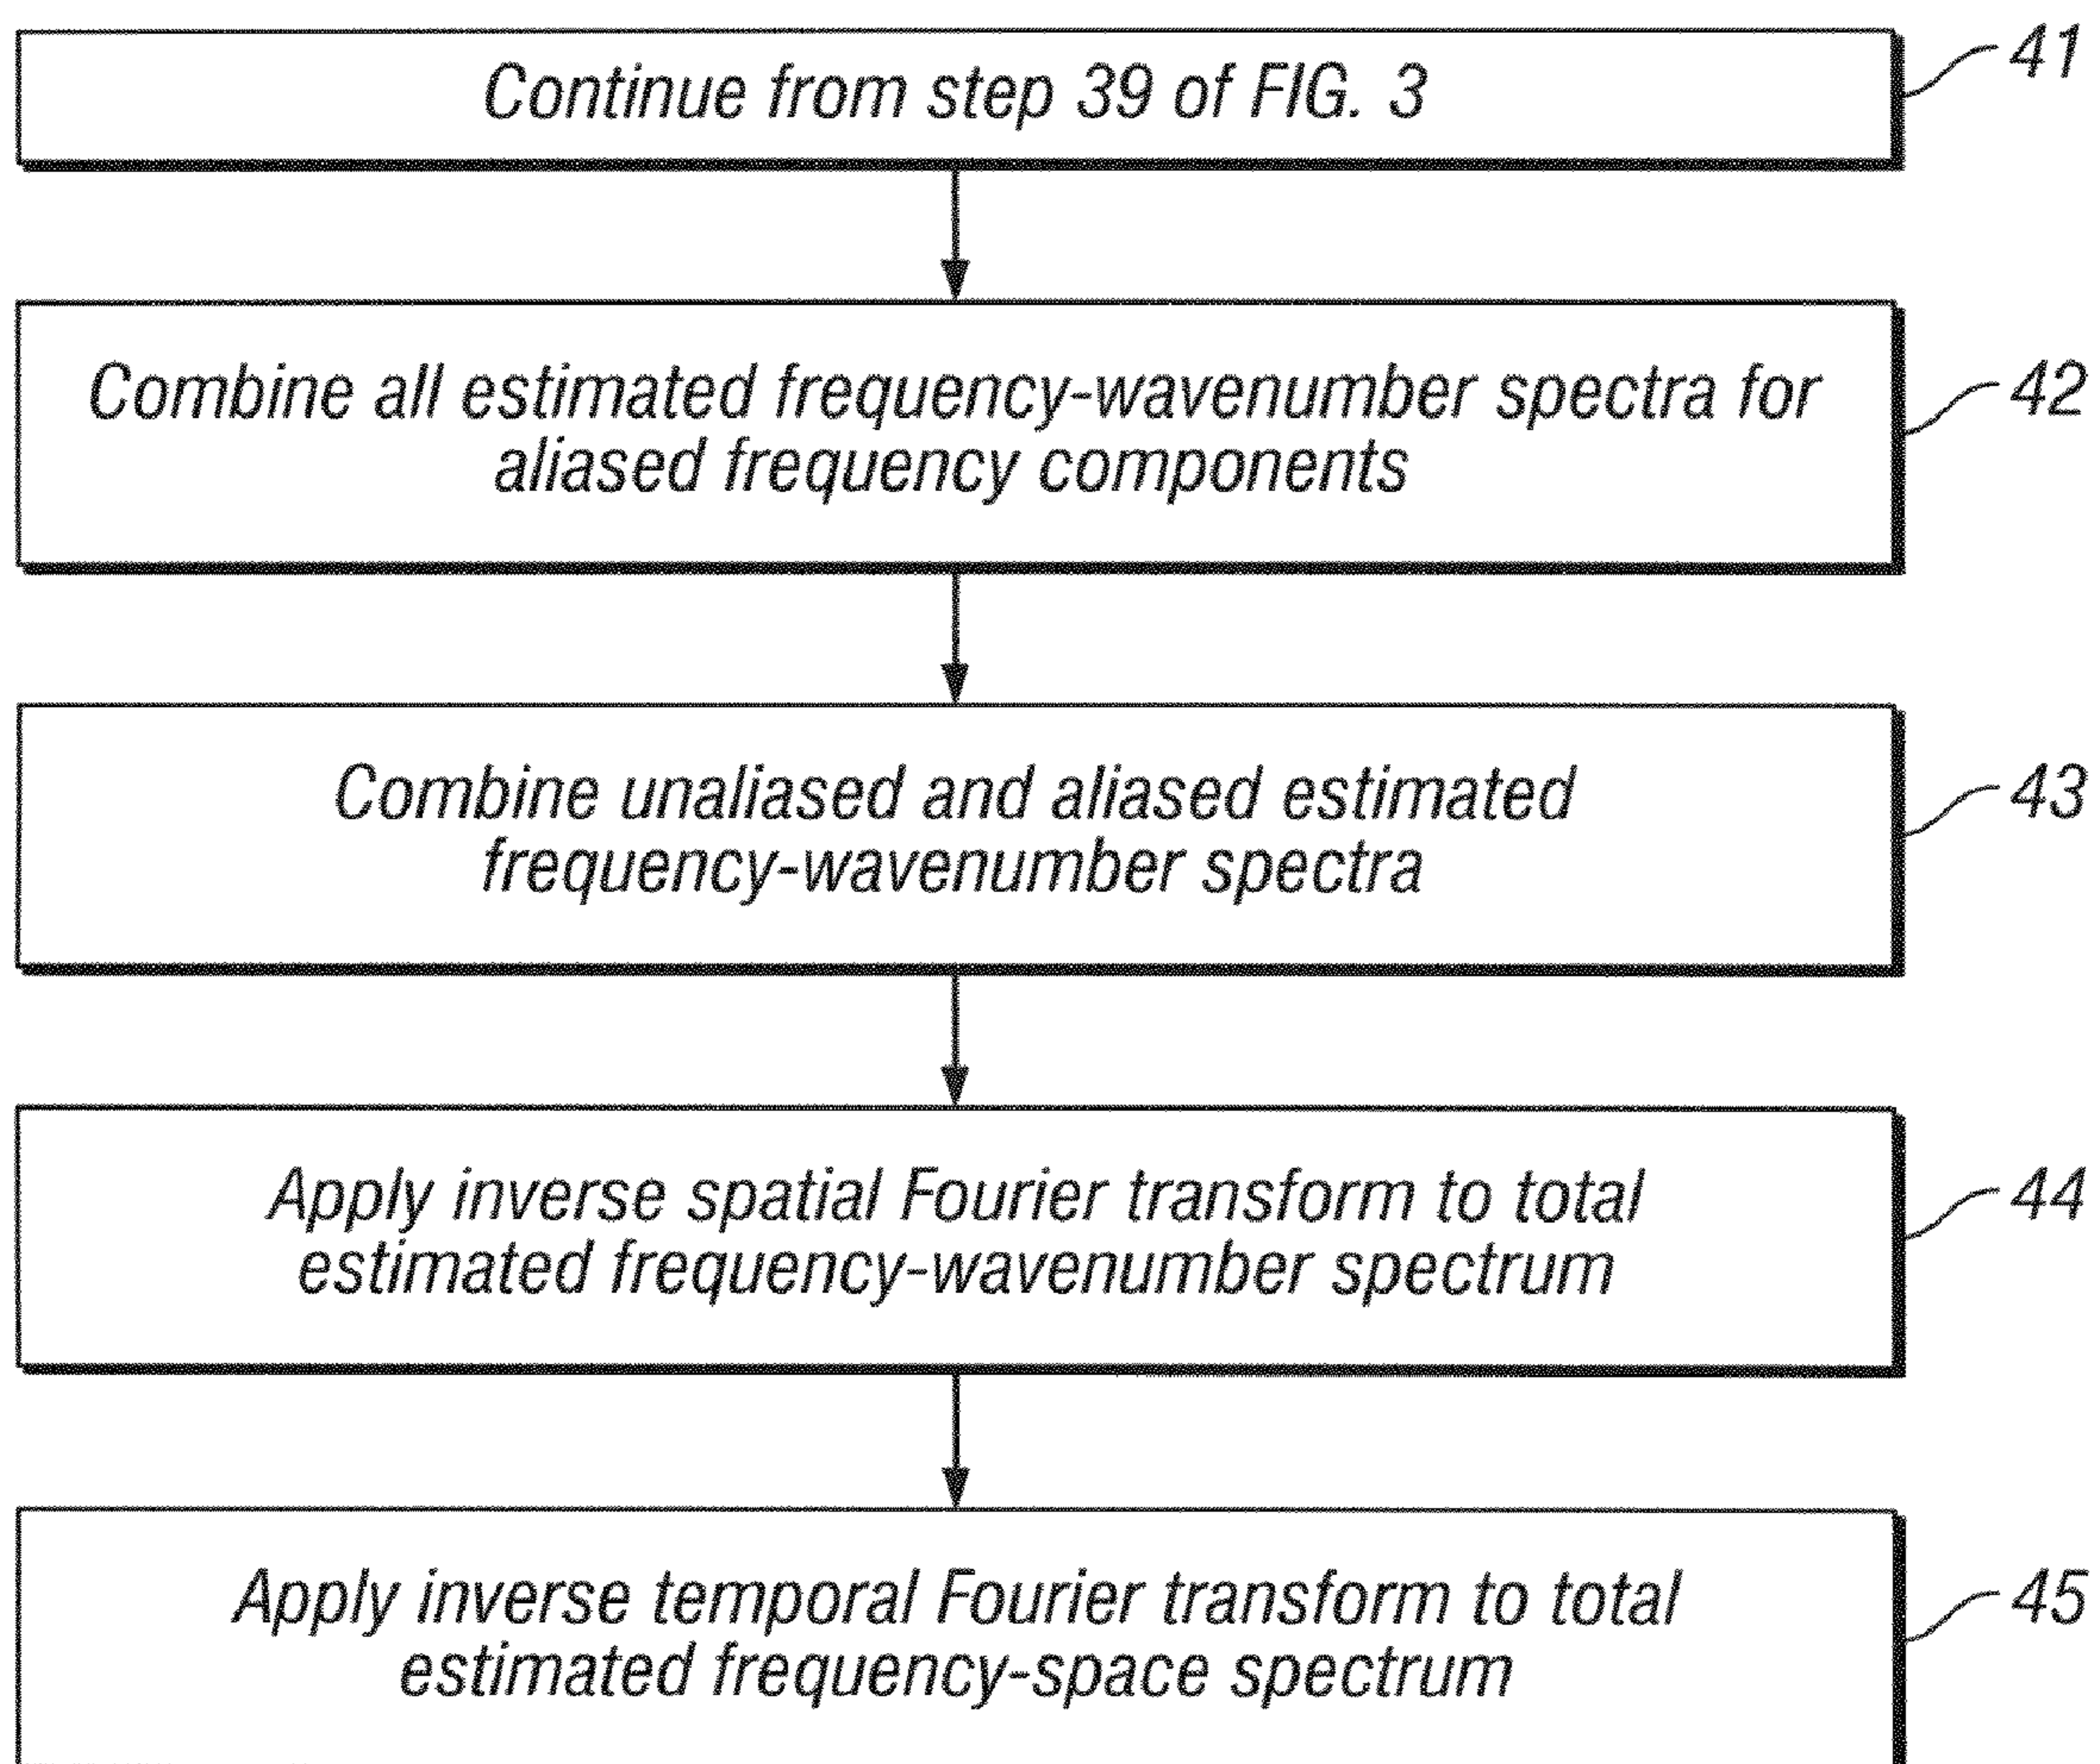 Continue from step 39 of FIG. 3
41
Combine all estimated frequency-wavenumber spectra for
aliased frequency components
42
Combine unaliased and aliased estimated
frequency-wavenumber spectra
43
Apply inverse spatial Fourier transform to total
estimated frequency-wavenumber spectrum
44
Apply inverse temporal Fourier transform to total
estimated frequency-space spectrum
45